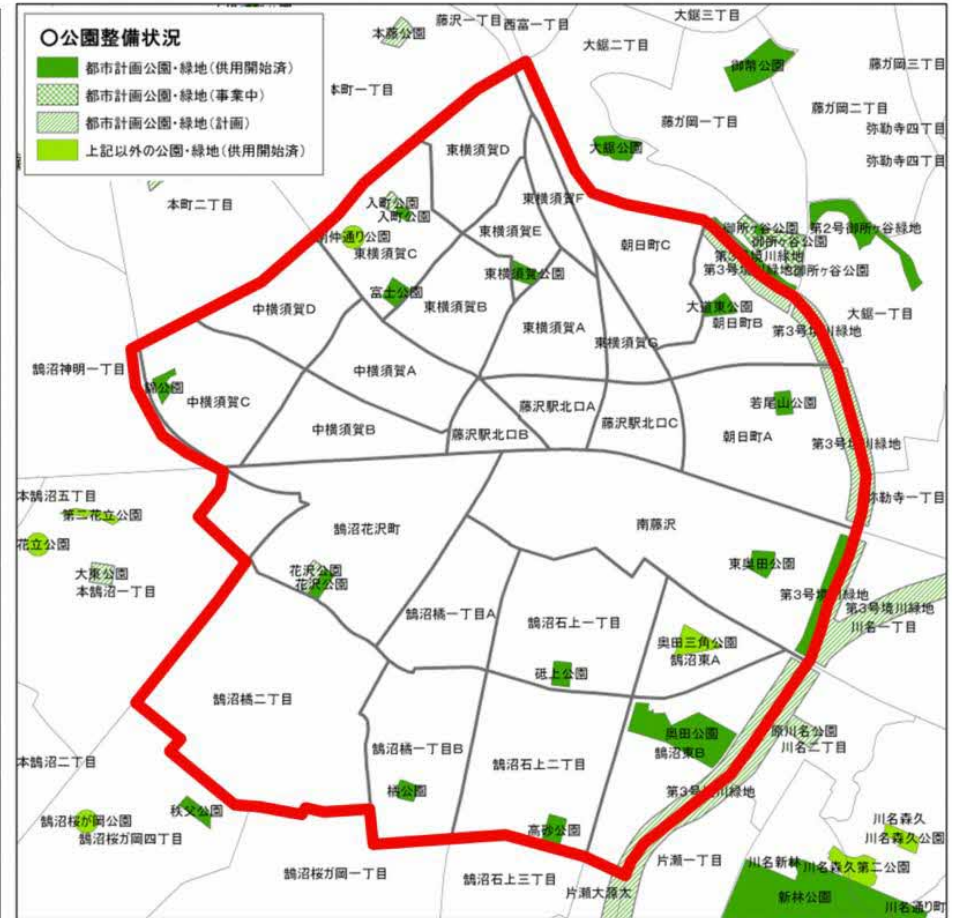 〇公園整備状況
都市計画公園・緑地(供用開始済)
都市計画公園・緑地(事業中)
都市計画公園・緑地(計画)
上記以外の公園・緑地(供用開始済)
本藤公園
藤沢一丁目
西富一丁目
大鋸三丁目
大鋸二丁目
御幣公園
藤が岡三丁目
本町一丁目
藤が岡二丁目
藤が岡一丁目
弥勒寺四丁目
大鋸公園
東横須賀D
弥勒寺四丁目
本町二丁目
入町公園
入町公園
東横須賀F
仲通り公園
東横須賀C
東横須賀E
朝日町C
御所ヶ谷公園
第2号御所ヶ谷緑地
御所ヶ谷公園
第3号境川緑地
第3号境川緑地
御所ヶ谷公園
東横須賀公園
富士公園
東横須賀B
中横須賀D
大道東公園
朝日町B
大鋸一丁目
東横須賀A
東横須賀G
第3号境川緑地
鵠沼神明一丁目
中横須賀A
錦公園
中横須賀C
藤沢駅北口A
若尾山公園
藤沢駅北口C
中横須賀B
藤沢駅北口B
朝日町A
第3号境川緑地
本鵠沼五丁目
弥勒寺一丁目
第二花立公園
鵠沼花沢町
南藤沢
花立公園
大東公園
本鵠沼一丁目
花沢公園
花沢公園
東奥田公園
第3号境川緑地
第3号境川緑地
川名一丁目
鵠沼橘一丁目A
鵠沼石上一丁目
奥田三角公園
鵠沼東A
砥上公園
鵠沼橘二丁目
奥田公園
鵠沼東B
原川名公園
川名二丁目
鵠沼橘一丁目B
本鵠沼二丁目
鵠沼石上二丁目
橘公園
第3号境川緑地
秩父公園
鵠沼桜が岡公園
鵠沼桜が岡四丁目
高砂公園
川名森久
川名森久公園
片瀬一丁目
川名新林
川名森久第二公園
鵠沼桜が岡一丁目
鵠沼石上三丁目
片瀬大源太
新林公園
川名通り町